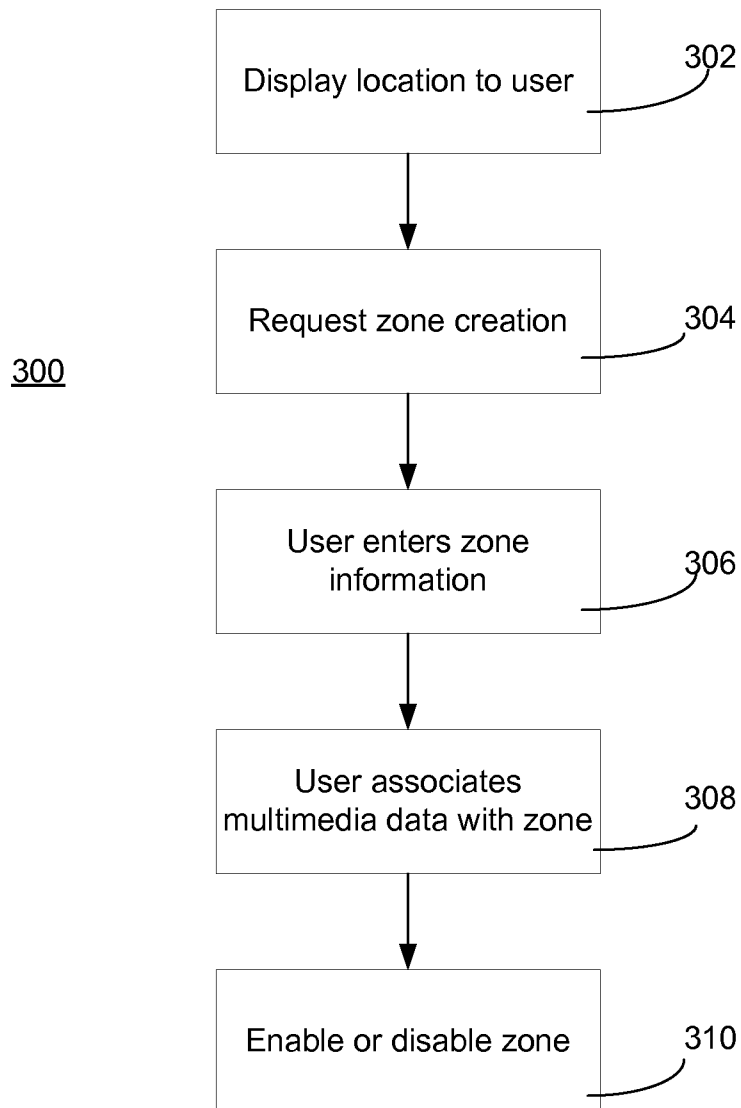 Display location to user
302
Request zone creation
304
300
User enters zone
information
306
User associates
multimedia data with zone
308
Enable or disable zone
310